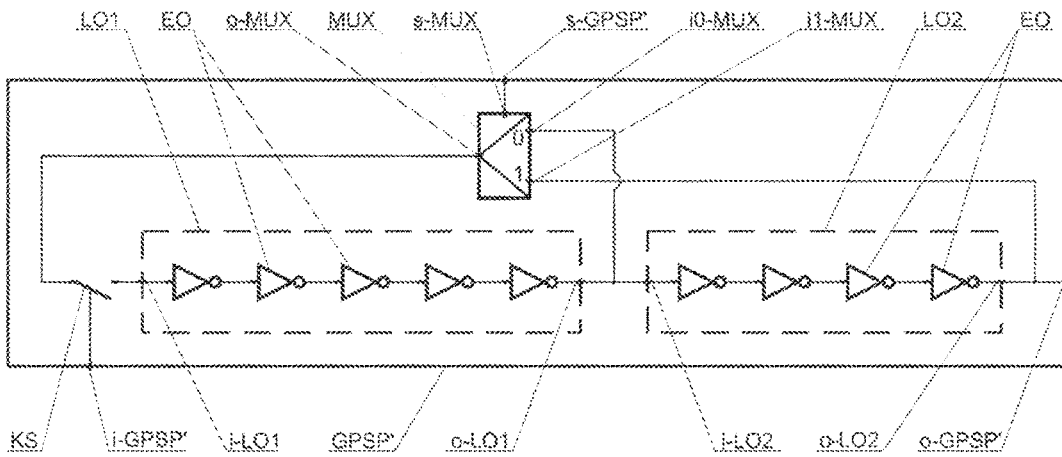 LO1 EO o-MUX MUX s-MUX s-GPSP' i0-MUX i1-MUX LO2 EO
0
1
KS i-GPSP' i-LO1 GPSP' o-LO1 i-LO2 o-LO2 o-GPSP'